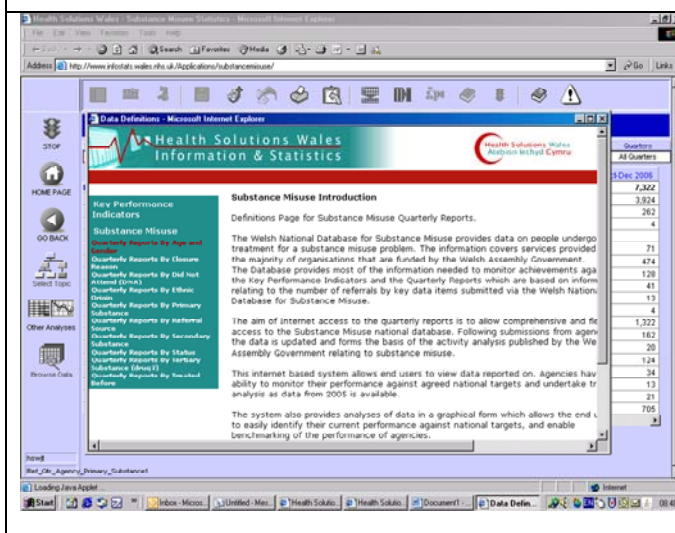 Health Solutions Wales - Substance Misuse Statistics - Microsoft Internet Explorer
File Edit View Favorites Tools Help
Search Favorites Media
Address http://www.infostats.wales.nhs.uk/Applications/substancemisuse/ Go Links
Data Definitions - Microsoft Internet Explorer
Health Solutions Wales
Information & Statistics
Health Solutions Wales
Atebion Iechyd Cymru
STOP
HOME PAGE
GO BACK
Select Topic
Other Analyses
Browse Data
Key Performance
Indicators
Substance Misuse
Quarterly Reports By Age and
Gender
Quarterly Reports By Closure
Reason
Quarterly Reports By Did Not
Attend (DNA)
Quarterly Reports By Ethnic
Origin
Quarterly Reports By Primary
Substance
Quarterly Reports By Referral
Source
Quarterly Reports By Secondary
Substance
Quarterly Reports By Status
Quarterly Reports By Tertiary
Substance (drug3)
Quarterly Reports By Treated
Before
Substance Misuse Introduction
Definitions Page for Substance Misuse Quarterly Reports.
The Welsh National Database for Substance Misuse provides data on people undergo
treatment for a substance misuse problem. The information covers services provided
the majority of organisations that are funded by the Welsh Assembly Government.
The Database provides most of the information needed to monitor achievements aga
the Key Performance Indicators and the Quarterly Reports which are based on inform
relating to the number of referrals by key data items submitted via the Welsh Nationa
Database for Substance Misuse.
The aim of Internet access to the quarterly reports is to allow comprehensive and fle
access to the Substance Misuse national database. Following submissions from agen
the data is updated and forms the basis of the activity analysis published by the We
Assembly Government relating to substance misuse.
This internet based system allows end users to view data reported on. Agencies hav
ability to monitor their performance against agreed national targets and undertake tr
analysis as data from 2005 is available.
The system also provides analyses of data in a graphical form which allows the end u
to easily identify their current performance against national targets, and enable
benchmarking of the performance of agencies.
Quarters
All Quarters
-Dec 2006
7,322
3,924
262
4
71
474
128
41
13
4
1,322
162
20
124
34
13
21
705
Loading Java Applet ...
Internet
Start Inbox - Micros... Untitled - Mes... Health Solutio... Health Solutio... Document1 - ... Data Defin...